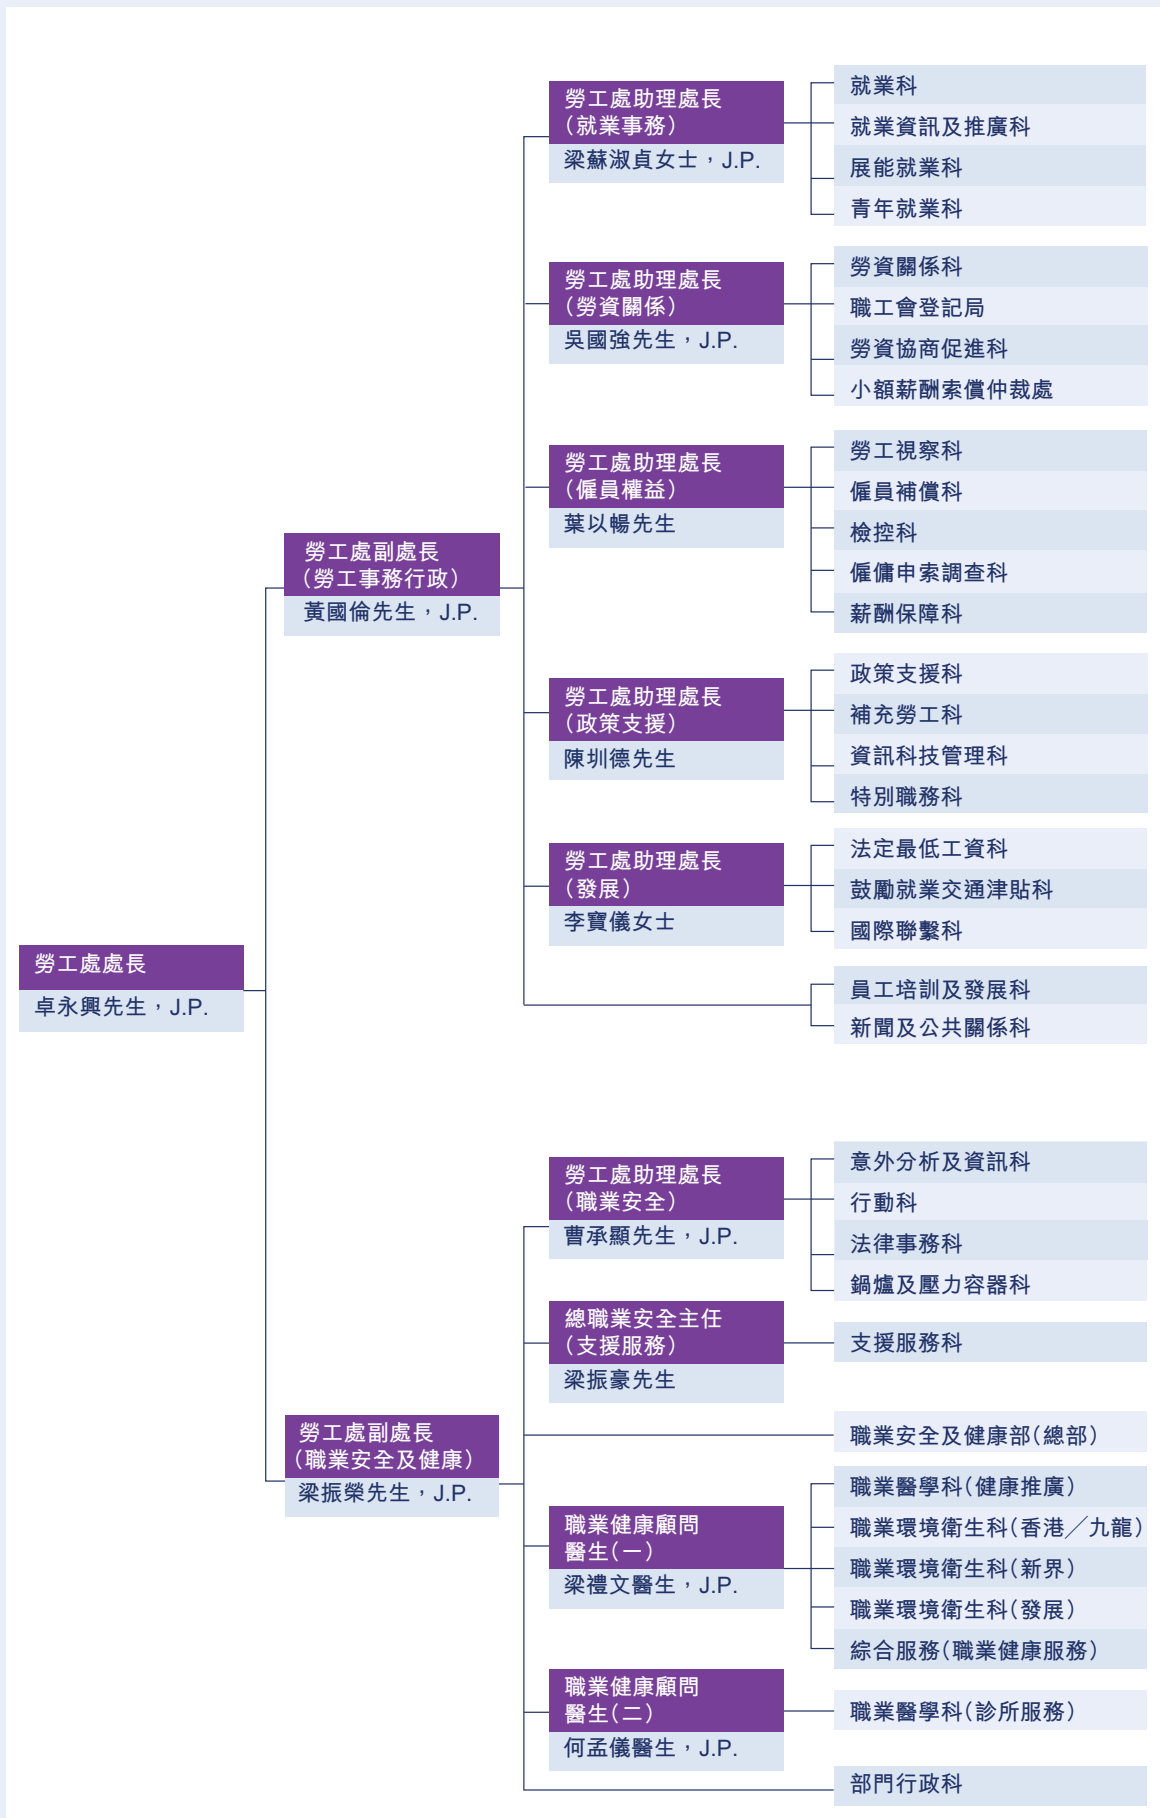 勞工處處長
卓永興先生，J.P.
勞工處副處長
（勞工事務行政）
黃國倫先生，J.P.
勞工處助理處長
（就業事務）
梁蘇淑貞女士，J.P.
就業科
就業資訊及推廣科
展能就業科
青年就業科
勞工處助理處長
（勞資關係）
吳國強先生，J.P.
勞資關係科
職工會登記局
勞資協商促進科
小額薪酬索償仲裁處
勞工處助理處長
（僱員權益）
葉以暢先生
勞工視察科
僱員補償科
檢控科
僱傭申索調查科
薪酬保障科
勞工處助理處長
（政策支援）
陳圳德先生
政策支援科
補充勞工科
資訊科技管理科
特別職務科
勞工處助理處長
（發展）
李寶儀女士
法定最低工資科
鼓勵就業交通津貼科
國際聯繫科
員工培訓及發展科
新聞及公共關係科
勞工處副處長
（職業安全及健康）
梁振榮先生，J.P.
勞工處助理處長
（職業安全）
曹承顯先生，J.P.
意外分析及資訊科
行動科
法律事務科
鍋爐及壓力容器科
總職業安全主任
（支援服務）
梁振豪先生
支援服務科
職業安全及健康部（總部）
職業健康顧問
醫生（一）
梁禮文醫生，J.P.
職業醫學科（健康推廣）
職業環境衛生科（香港／九龍）
職業環境衛生科（新界）
職業環境衛生科（發展）
綜合服務（職業健康服務）
職業健康顧問
醫生（二）
何孟儀醫生，J.P.
職業醫學科（診所服務）
部門行政科